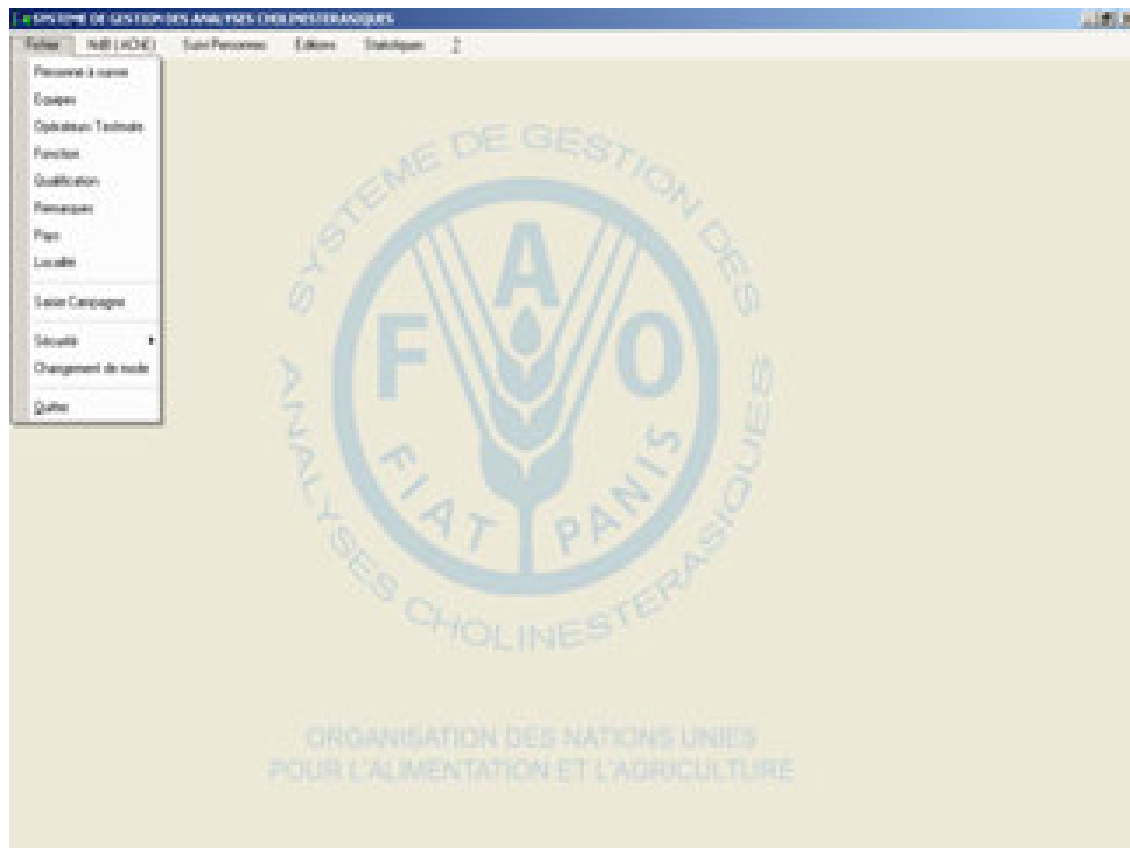 SYSTEME DE GESTION DES ANALYSES CHOLINESTERASIQUES
Fichier Suivi Personnes Editions Statistiques ?
Personne à suivre
Equipes
Opérateurs Testmate
Fonction
Qualification
Remarques
Pays
Localité
Saisie Campagne
Sécurité
Changement de mode
Quitter
SYSTEME DE GESTION DES
ANALYSES CHOLINESTERASIQUES
F A O
FIAT PANIS
ORGANISATION DES NATIONS UNIES
POUR L'ALIMENTATION ET L'AGRICULTURE